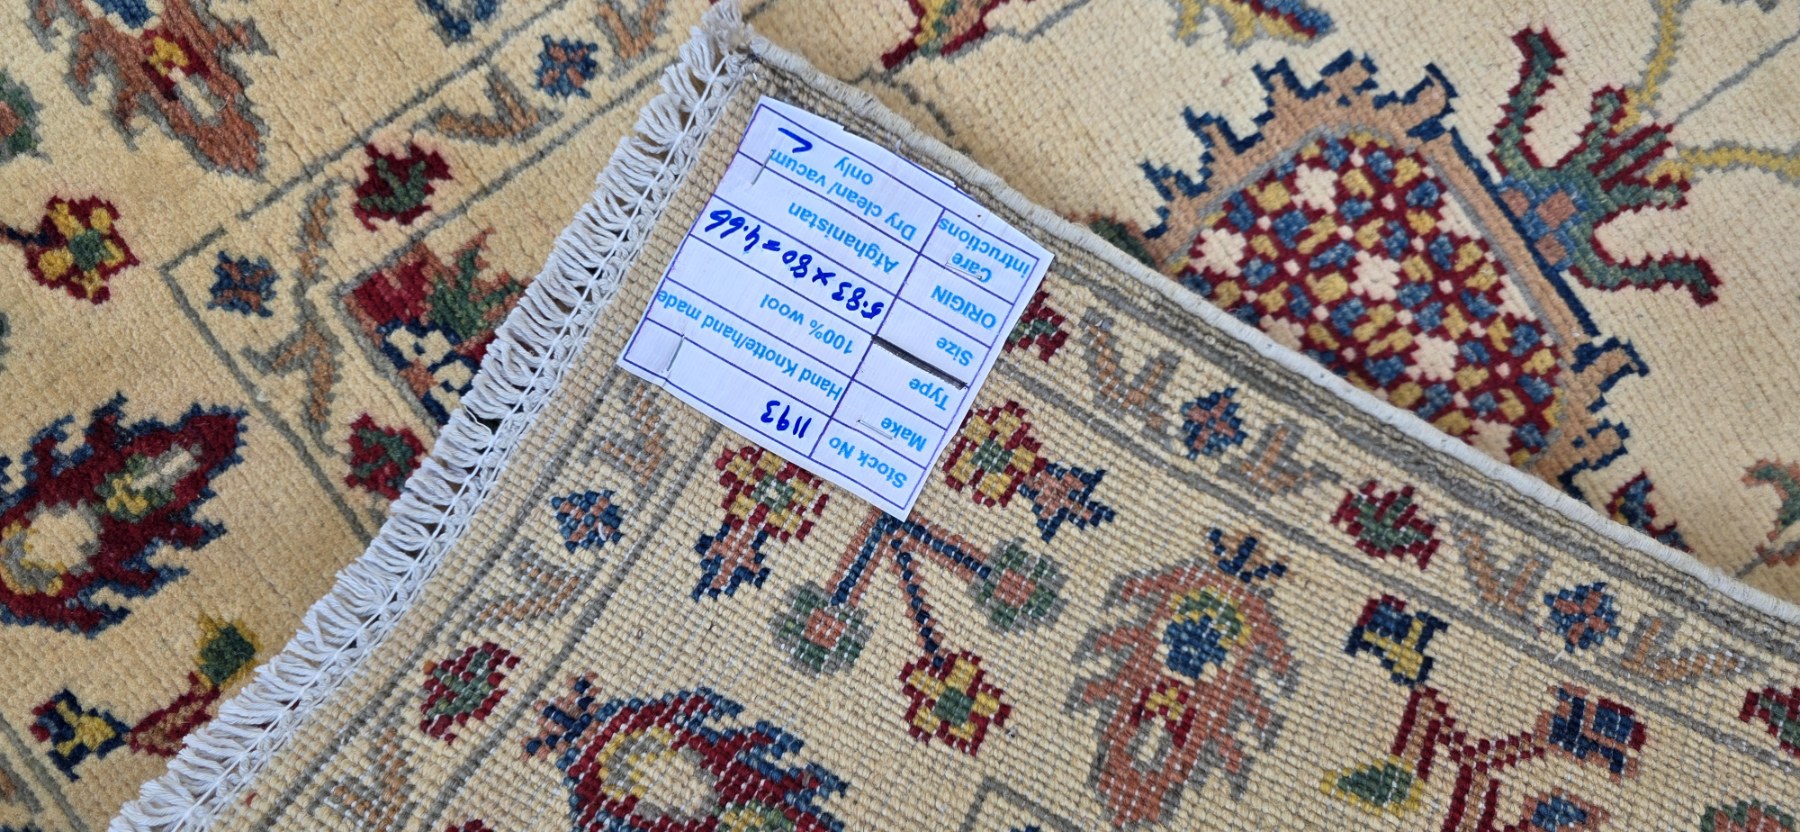 Stock No 1193
Make Hand Knotte/hand made
Type 100% wool
Size 5.83 x 80 = 4.66
ORIGIN Afghanistan
Care Dry clean/ vacum
intructions only